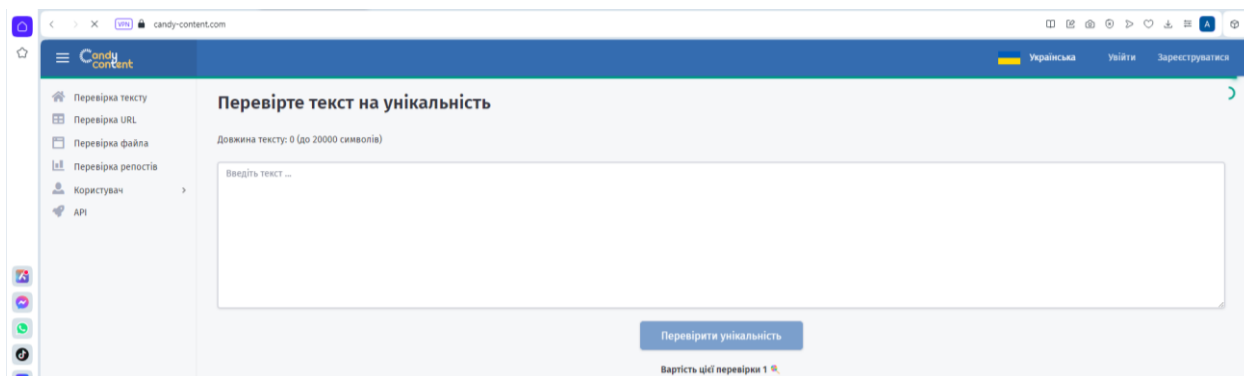 VPN candy-content.com
A
Candy content
Українська Увійти Зареєструватися
Перевірка тексту
Перевірка URL
Перевірка файла
Перевірка репостів
Користувач
API
Перевірте текст на унікальність
Довжина тексту: 0 (до 20000 символів)
Введіть текст ...
Перевірити унікальність
Вартість цієї перевірки 1